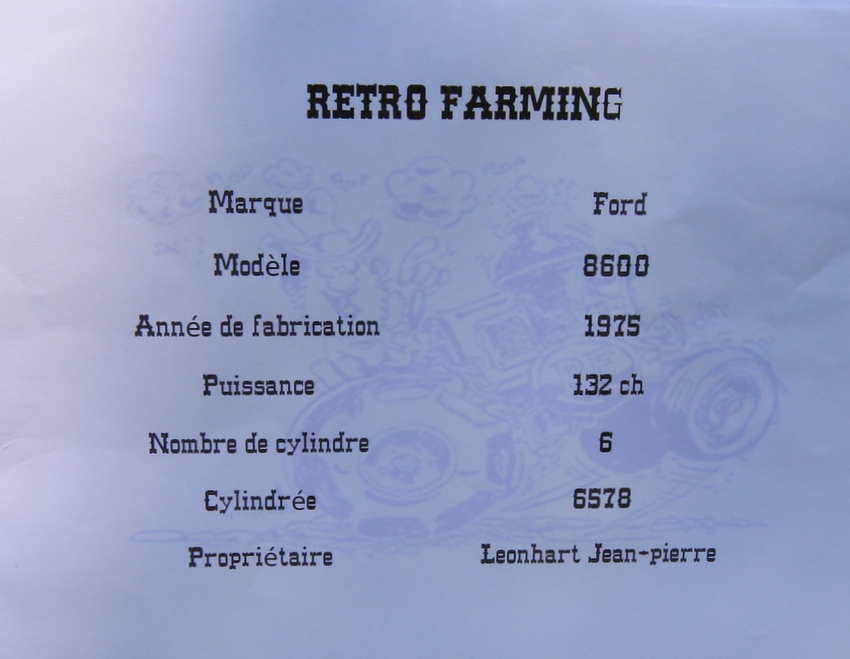 RETRO FARMING
Marque Ford
Modèle 8600
Année de fabrication 1975
Puissance 132 ch
Nombre de cylindre 6
Cylindrée 6578
Propriétaire Leonhart Jean-pierre